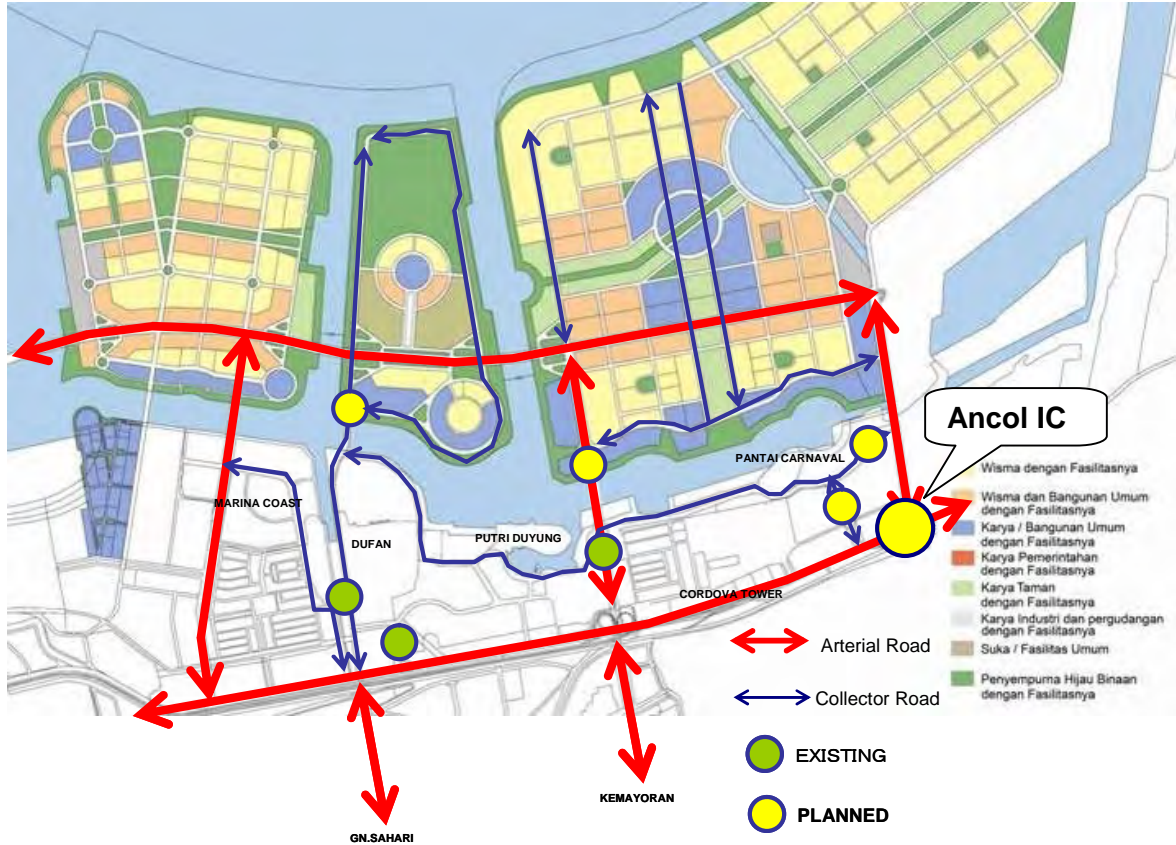 Ancol IC
PANTAI CARNAVAL
MARINA COAST
DUFAN
PUTRI DUYUNG
CORDOVA TOWER
KEMAYORAN
GN.SAHARI
Wisma dengan Fasilitasnya
Wisma dan Bangunan Umum
dengan Fasilitasnya
Karya / Bangunan Umum
dengan Fasilitasnya
Karya Pemerintahan
dengan Fasilitasnya
Karya Taman
dengan Fasilitasnya
Karya Industri dan pergudangan
dengan Fasilitasnya
Suka / Fasilitas Umum
Penyempurna Hijau Binaan
dengan Fasilitasnya
Arterial Road
Collector Road
EXISTING
PLANNED